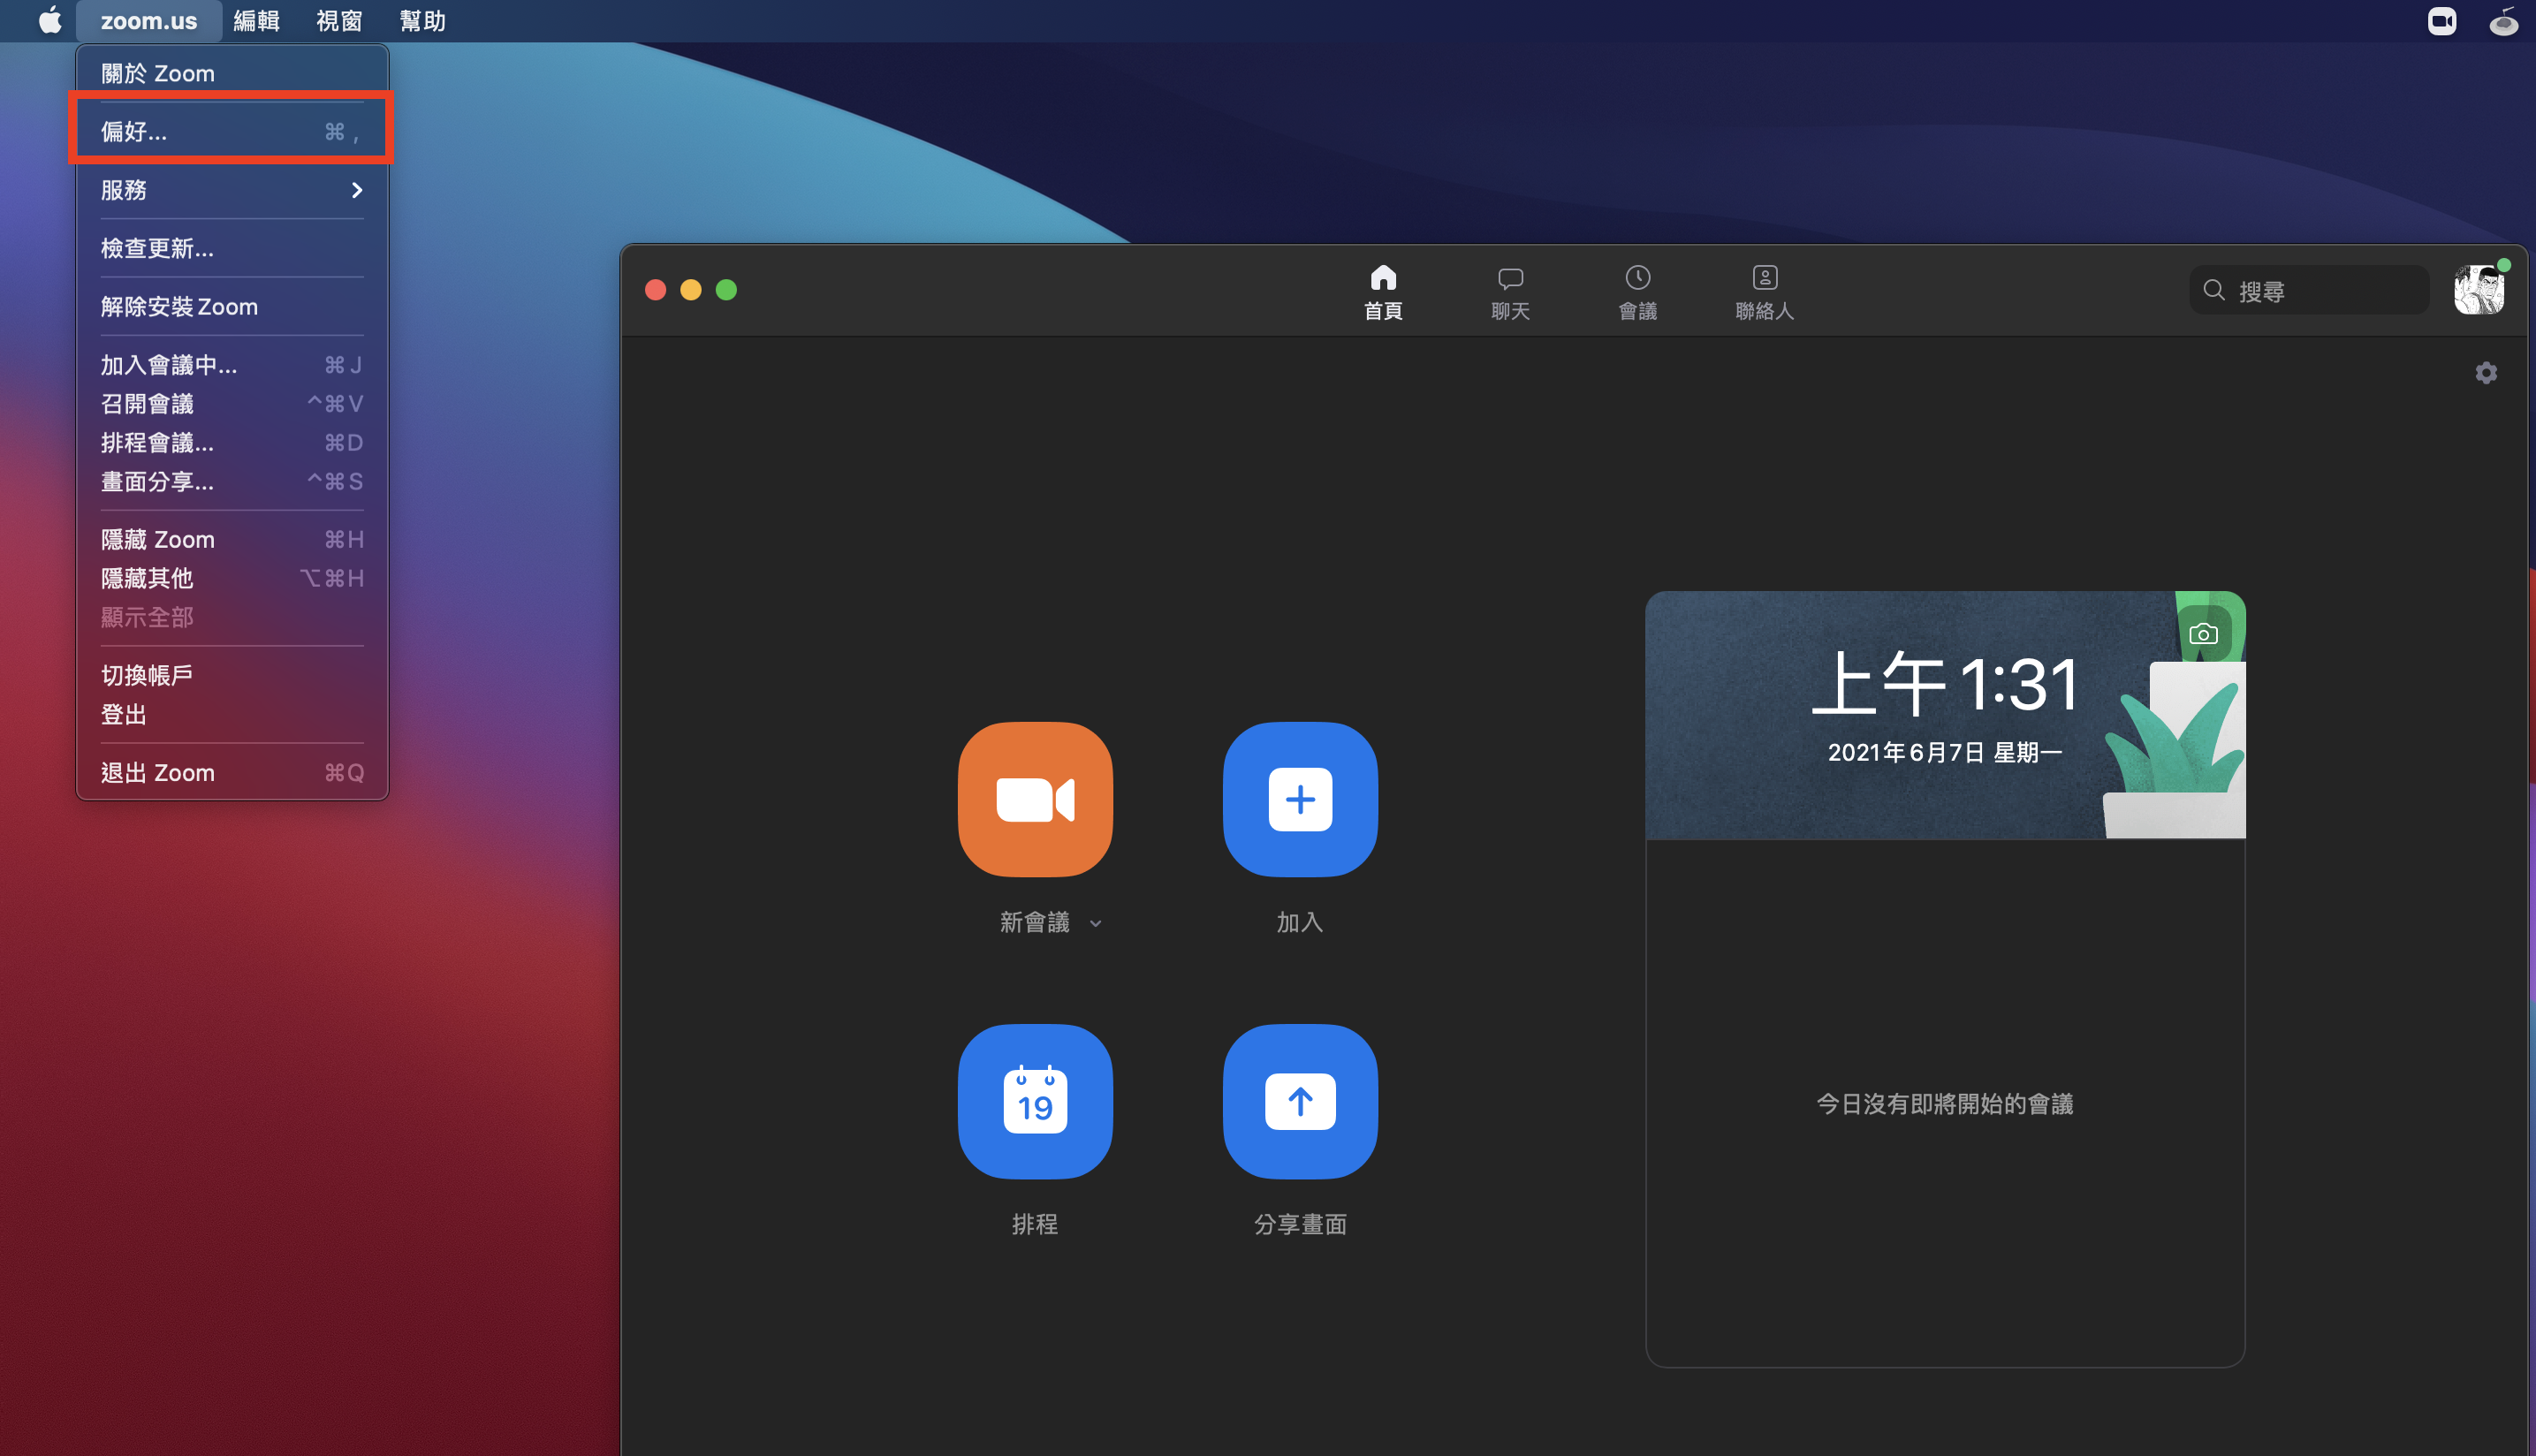 zoom.us 編輯 視窗 幫助
關於 Zoom
偏好... ⌘ ,
服務
檢查更新...
解除安裝 Zoom
加入會議中... ⌘ J
召開會議 ^⌘ V
排程會議... ⌘D
畫面分享... ^⌘ S
隱藏 Zoom ⌘H
隱藏其他 ⌥⌘H
顯示全部
切換帳戶
登出
退出 Zoom ⌘Q
首頁 聊天 會議 聯絡人
搜尋
新會議
加入
19
排程
分享畫面
上午 1:31
2021年6月7日 星期一
今日沒有即將開始的會議